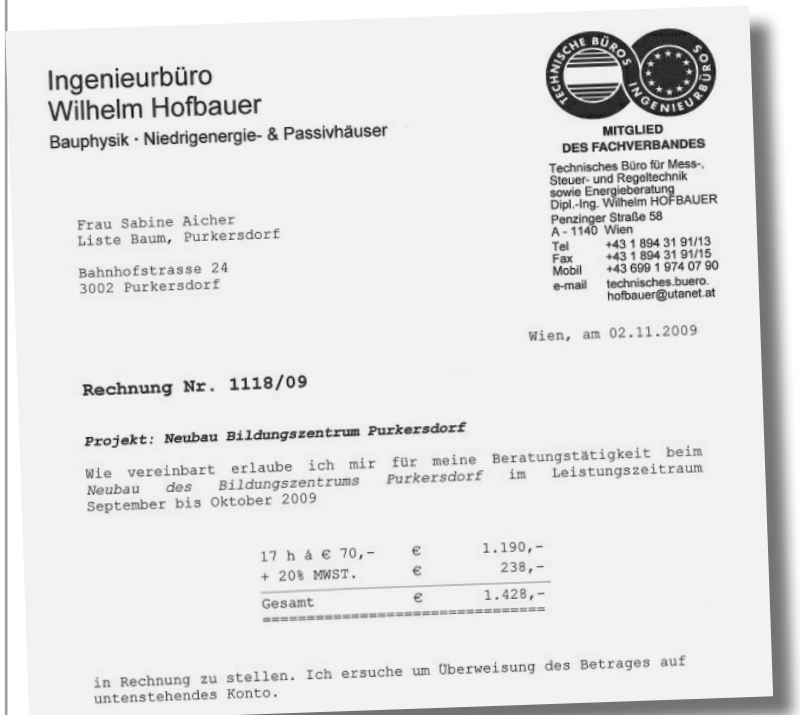 Ingenieurbüro
Wilhelm Hofbauer
Bauphysik · Niedrigenergie- & Passivhäuser
TECHNISCHE BÜROS
INGENIEURBÜROS
MITGLIED
DES FACHVERBANDES
Technisches Büro für Mess-,
Steuer- und Regeltechnik
sowie Energieberatung
Dipl.-Ing. Wilhelm HOFBAUER
Penzinger Straße 58
A - 1140 Wien
Tel +43 1 894 31 91/13
Fax +43 1 894 31 91/15
Mobil +43 699 1 974 07 90
e-mail technisches.buero.
hofbauer@utanet.at
Frau Sabine Aicher
Liste Baum, Purkersdorf
Bahnhofstrasse 24
3002 Purkersdorf
Wien, am 02.11.2009
Rechnung Nr. 1118/09
Projekt: Neubau Bildungszentrum Purkersdorf
Wie vereinbart erlaube ich mir für meine Beratungstätigkeit beim
Neubau des Bildungszentrums Purkersdorf im Leistungszeitraum
September bis Oktober 2009
17 h á € 70,- € 1.190,-
+ 20% MWST. € 238,-
Gesamt € 1.428,-
in Rechnung zu stellen. Ich ersuche um Überweisung des Betrages auf
untenstehendes Konto.